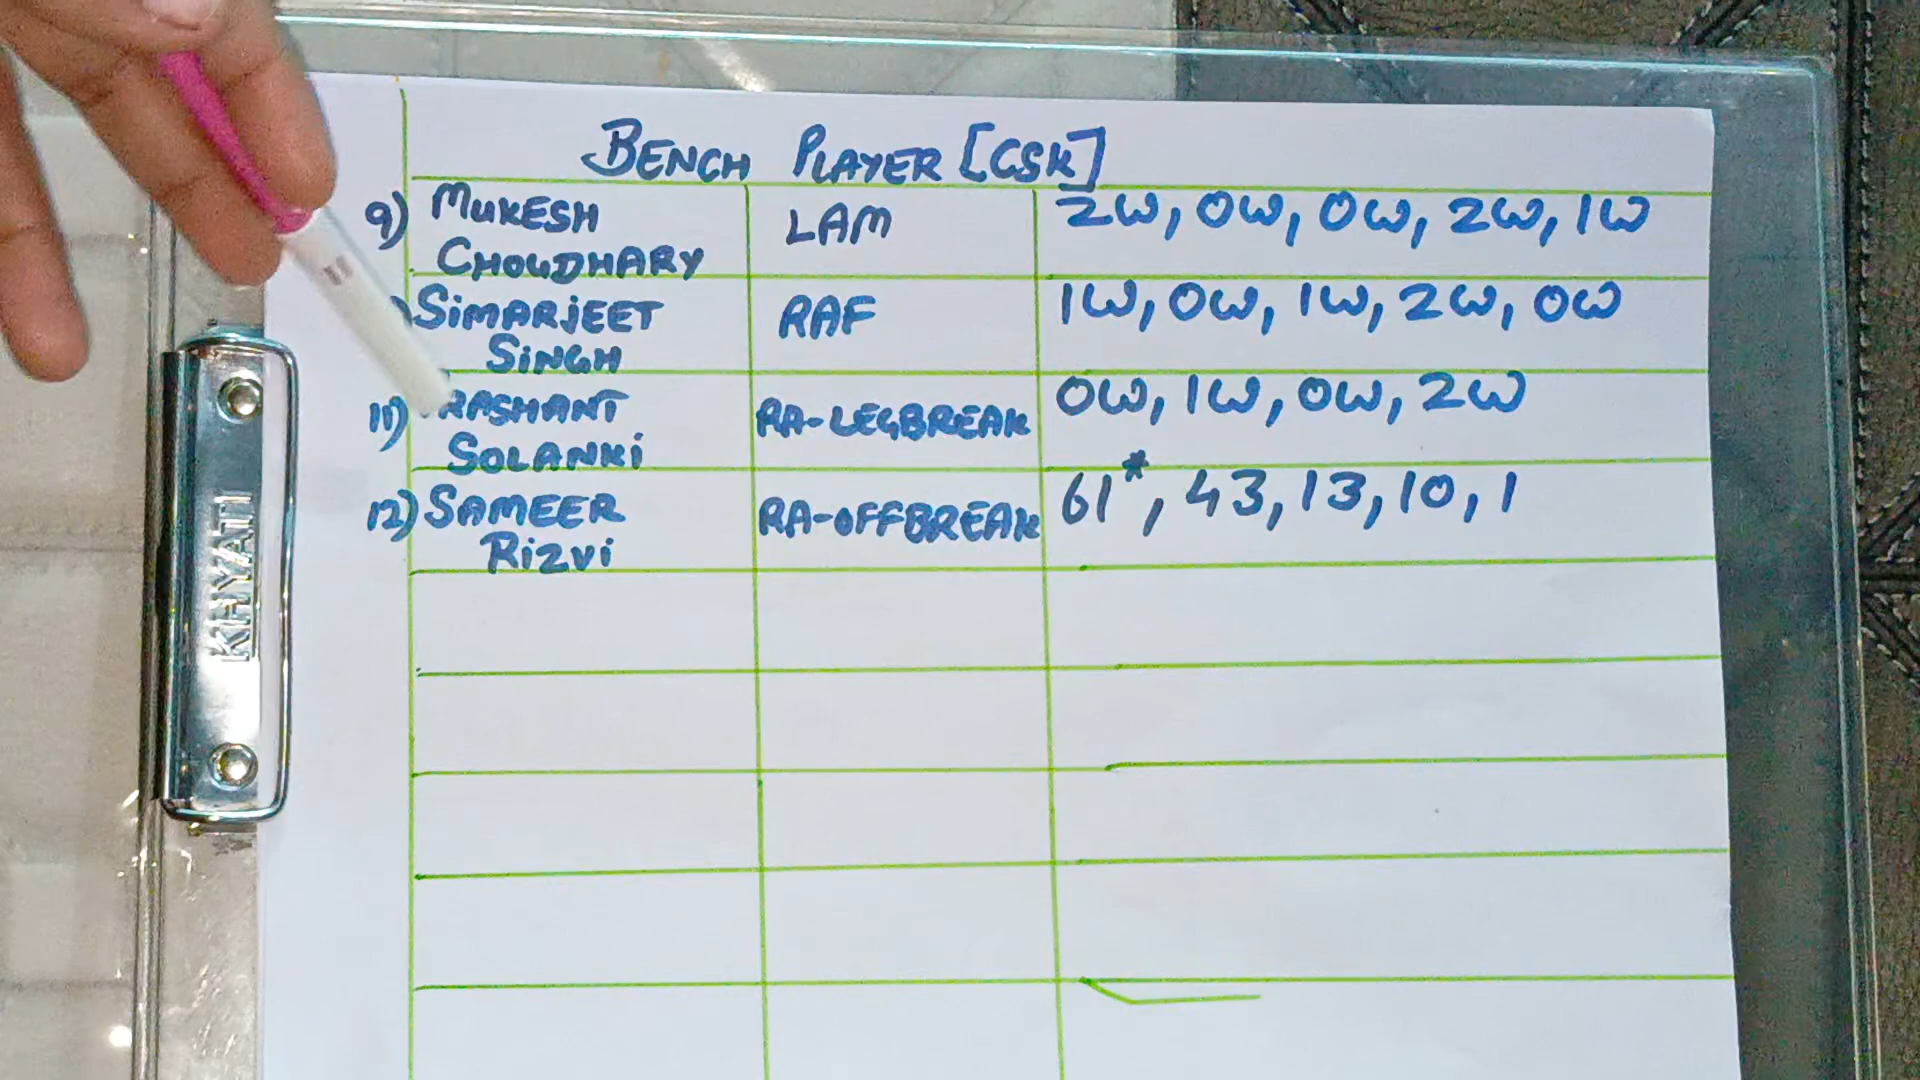 BENCH PLAYER [CSK]
9) MUKESH CHOUDHARY LAM 2W, 0W, 0W, 2W, 1W
) SIMARJEET SINGH RAF 1W, 0W, 1W, 2W, 0W
11) RASHANT SOLANKI RA-LEGBREAK 0W, 1W, 0W, 2W
12) SAMEER RIZVI RA-OFFBREAK 61*, 43, 13, 10, 1
KHYATI